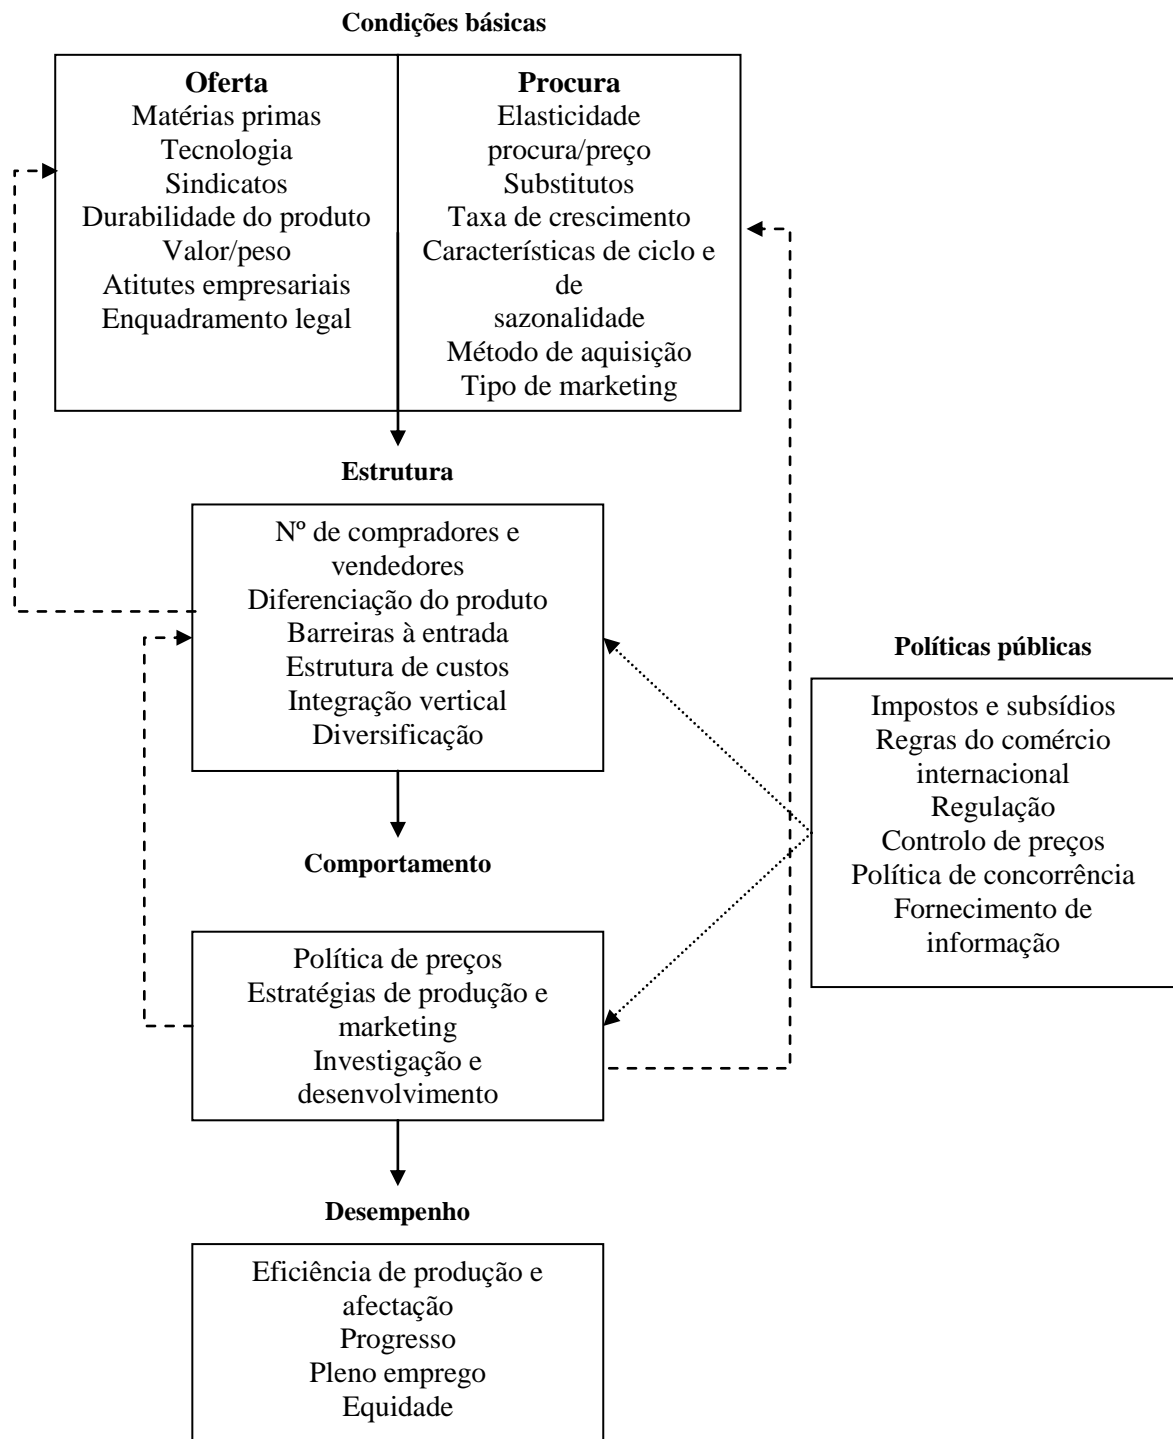 Condições básicas
Oferta
Matérias primas
Tecnologia
Sindicatos
Durabilidade do produto
Valor/peso
Atitutes empresariais
Enquadramento legal
Procura
Elasticidade
procura/preço
Substitutos
Taxa de crescimento
Características de ciclo e
de
sazonalidade
Método de aquisição
Tipo de marketing
Estrutura
Nº de compradores e
vendedores
Diferenciação do produto
Barreiras à entrada
Estrutura de custos
Integração vertical
Diversificação
Políticas públicas
Impostos e subsídios
Regras do comércio
internacional
Regulação
Controlo de preços
Política de concorrência
Fornecimento de
informação
Comportamento
Política de preços
Estratégias de produção e
marketing
Investigação e
desenvolvimento
Desempenho
Eficiência de produção e
afectação
Progresso
Pleno emprego
Equidade